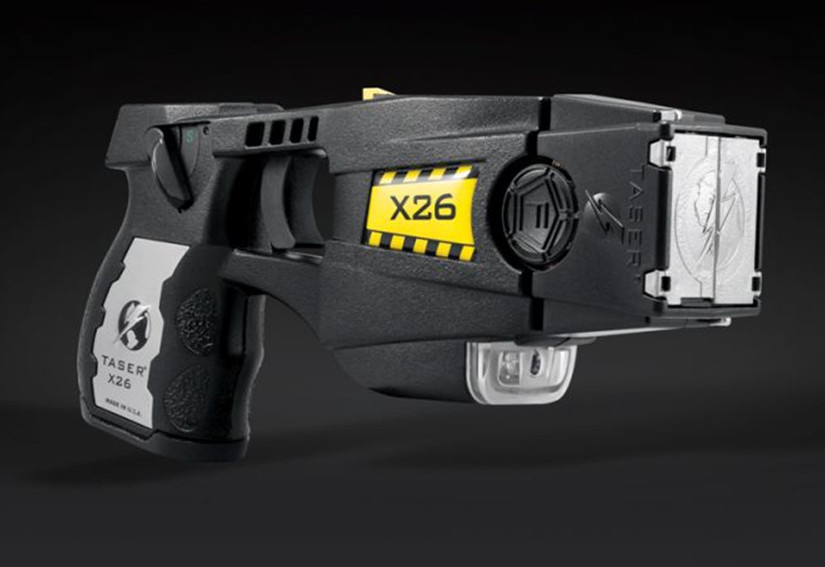 S
X26
TASER
TASER®
X26
MADE IN U.S.A.